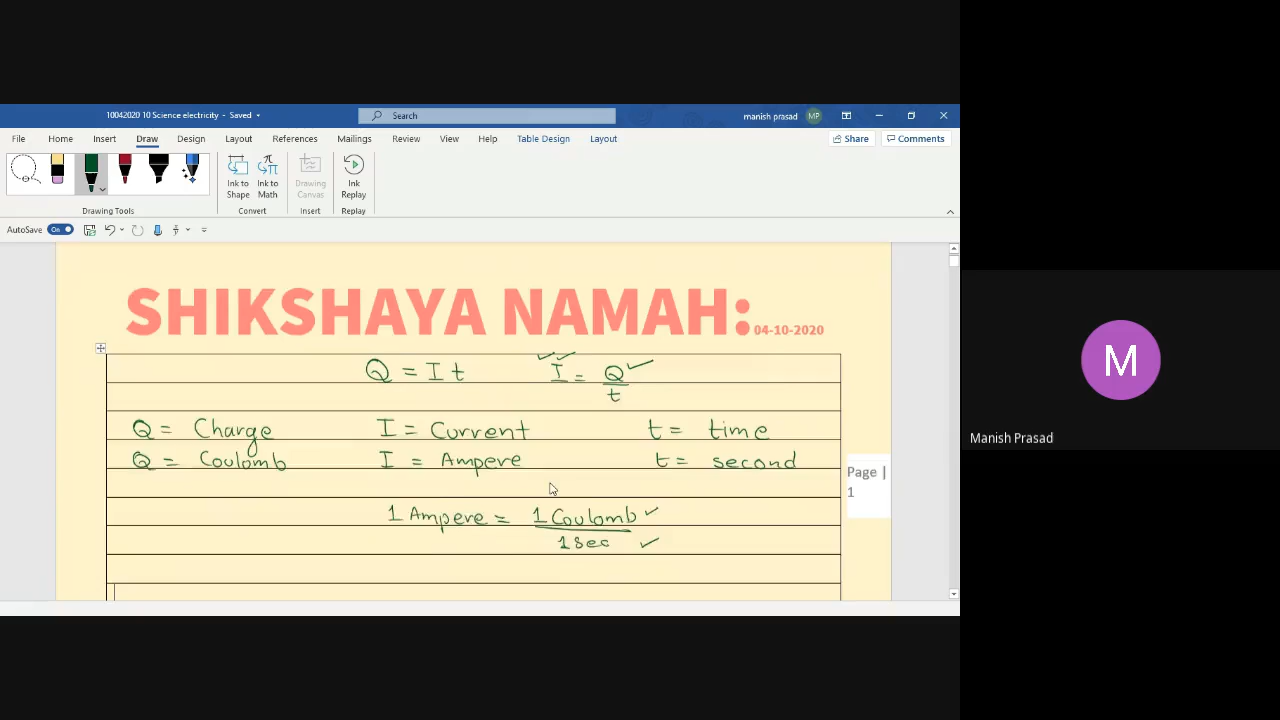 10042020 10 Science electricity - Saved
Search
manish prasad MP
File Home Insert Draw Design Layout References Mailings Review View Help Table Design Layout Share Comments
Ink to Shape Ink to Math Drawing Canvas Ink Replay
Drawing Tools Convert Insert Replay
AutoSave On
SHIKSHAYA NAMAH: 04-10-2020
Q = I t I = Q/t
Q = Charge I = Current t = time
Q = Coulomb I = Ampere t = second
Page | 1
1 Ampere = 1 Coulomb / 1 Sec
M
Manish Prasad